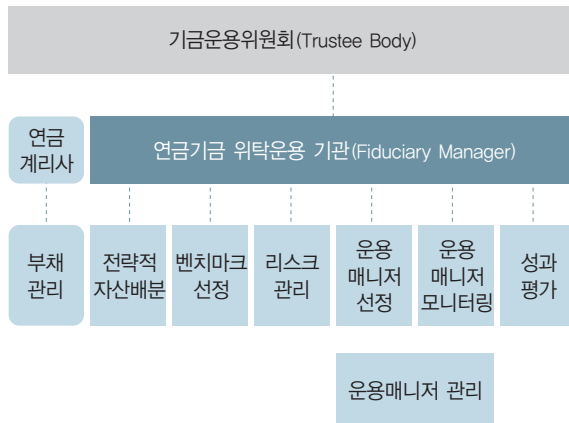 기금운용위원회(Trustee Body)
연금
계리사
연금기금 위탁운용 기관(Fiduciary Manager)
부채
관리
전략적
자산배분
벤치마크
선정
리스크
관리
운용
매니저
선정
운용
매니저
모니터링
성과
평가
운용매니저 관리